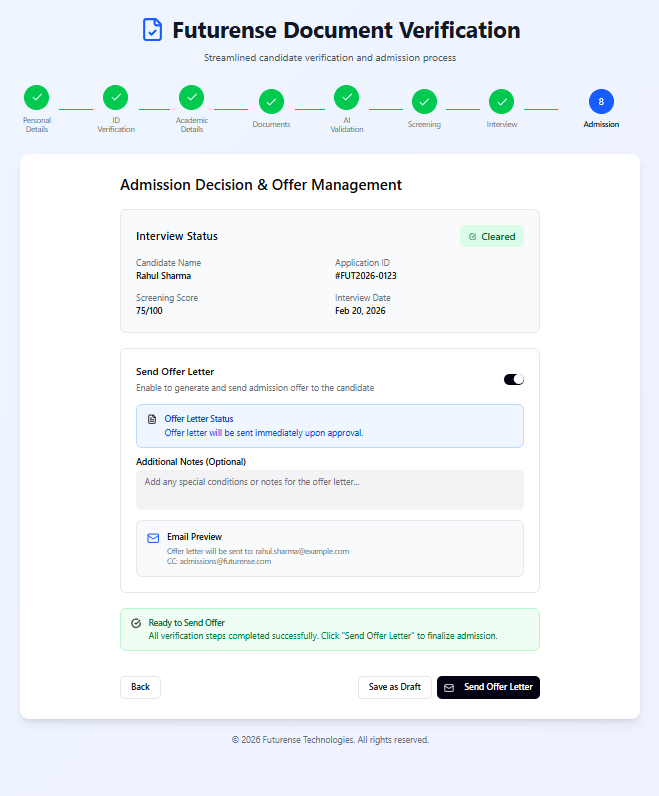 Futurense Document Verification
Streamlined candidate verification and admission process
Personal
Details
ID
Verification
Academic
Details
Documents
AI
Validation
Screening
Interview
8
Admission
Admission Decision & Offer Management
Interview Status
Cleared
Candidate Name
Rahul Sharma
Application ID
#FUT2026-0123
Screening Score
75/100
Interview Date
Feb 20, 2026
Send Offer Letter
Enable to generate and send admission offer to the candidate
Offer Letter Status
Offer letter will be sent immediately upon approval.
Additional Notes (Optional)
Add any special conditions or notes for the offer letter...
Email Preview
Offer letter will be sent to: rahul.sharma@example.com
CC: admissions@futurense.com
Ready to Send Offer
All verification steps completed successfully. Click "Send Offer Letter" to finalize admission.
Back
Save as Draft
Send Offer Letter
© 2026 Futurense Technologies. All rights reserved.